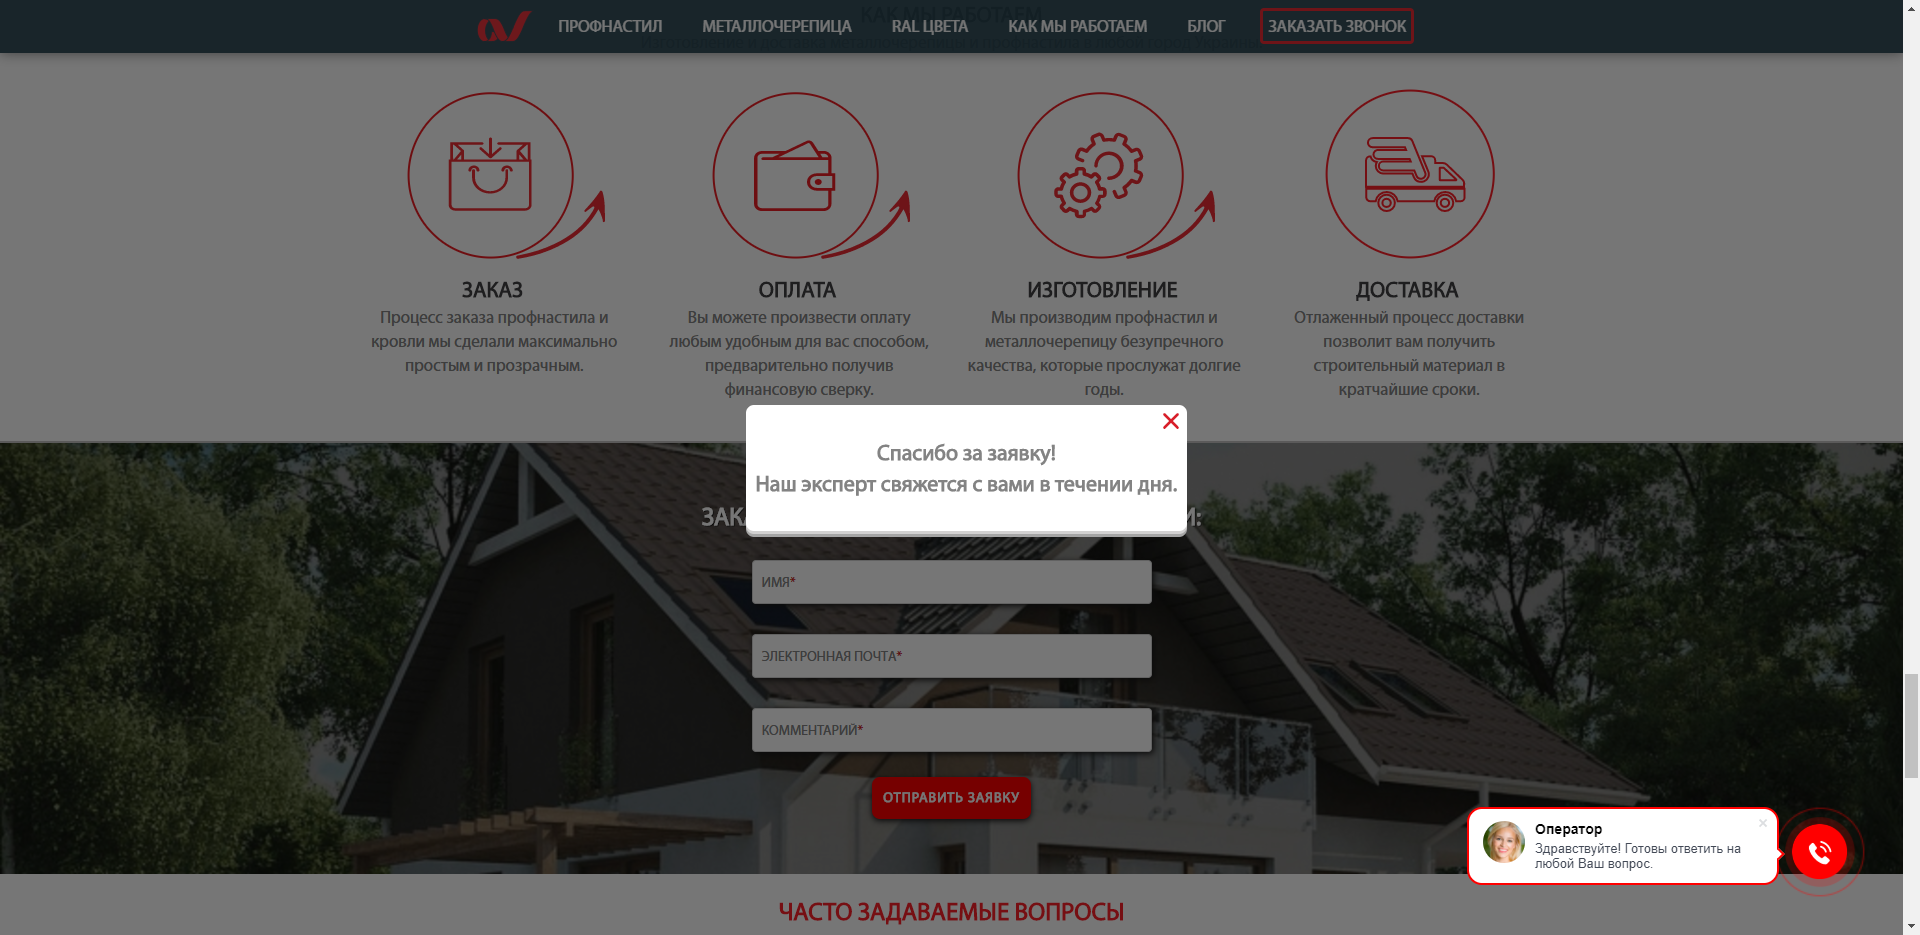 КАК МЫ РАБОТАЕМ
ПРОФНАСТИЛ
МЕТАЛЛОЧЕРЕПИЦА
RAL ЦВЕТА
КАК МЫ РАБОТАЕМ
БЛОГ
ЗАКАЗАТЬ ЗВОНОК
ЗАКАЗ
Процесс заказа профнастила и
кровли мы сделали максимально
простым и прозрачным.
ОПЛАТА
Вы можете произвести оплату
любым удобным для вас способом,
предварительно получив
финансовую сверку.
ИЗГОТОВЛЕНИЕ
Мы производим профнастил и
металлочерепицу безупречного
качества, которые прослужат долгие
годы.
ДОСТАВКА
Отлаженный процесс доставки
позволит вам получить
строительный материал в
кратчайшие сроки.
Спасибо за заявку!
Наш эксперт свяжется с вами в течении дня.
ИМЯ*
ЭЛЕКТРОННАЯ ПОЧТА*
КОММЕНТАРИЙ*
ОТПРАВИТЬ ЗАЯВКУ
Оператор
Здравствуйте! Готовы ответить на
любой Ваш вопрос.
ЧАСТО ЗАДАВАЕМЫЕ ВОПРОСЫ